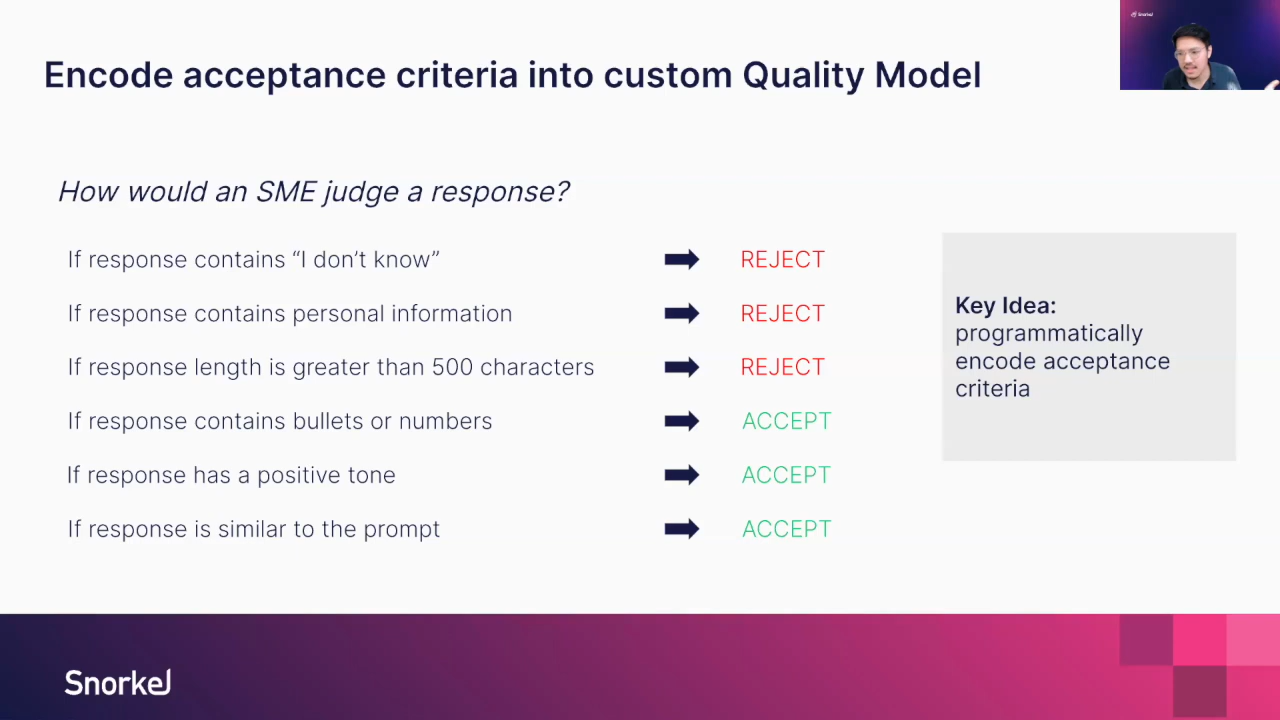 Snorkel
Encode acceptance criteria into custom Quality Model
How would an SME judge a response?
If response contains “I don’t know” REJECT
If response contains personal information REJECT
If response length is greater than 500 characters REJECT
If response contains bullets or numbers ACCEPT
If response has a positive tone ACCEPT
If response is similar to the prompt ACCEPT
Key Idea:
programmatically
encode acceptance
criteria
Snorkel